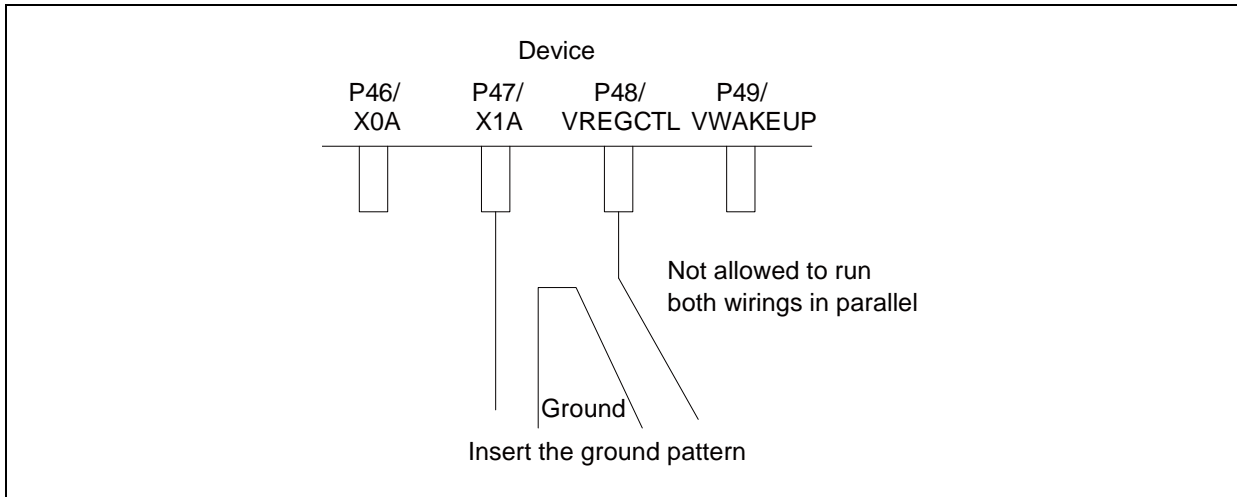 Device
P46/
X0A
P47/
X1A
P48/
VREGCTL
P49/
VWAKEUP
Not allowed to run
both wirings in parallel
Ground
Insert the ground pattern